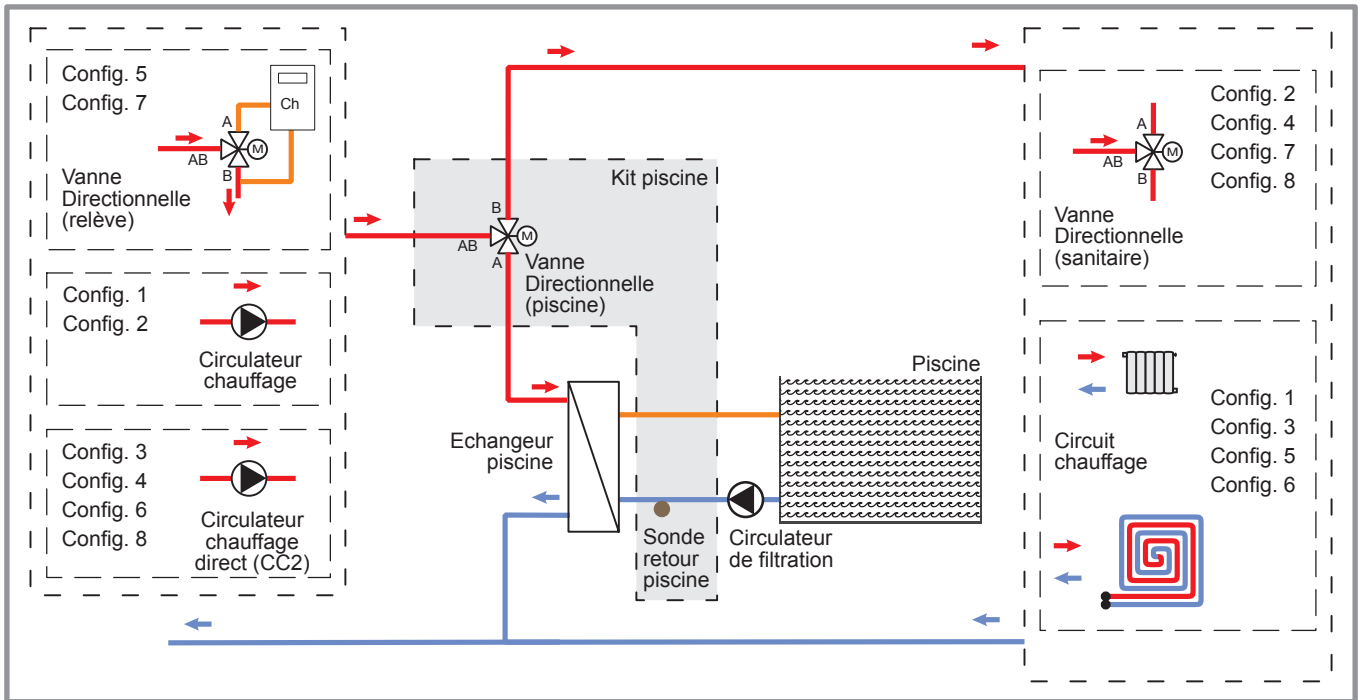 Config. 5
Config. 7
Ch
A
M
AB
B
Vanne
Directionnelle
(relève)
Config. 1
Config. 2
Circulateur
chauffage
Config. 3
Config. 4
Config. 6
Config. 8
Circulateur
chauffage
direct (CC2)
Kit piscine
B
M
AB
A
Vanne
Directionnelle
(piscine)
Echangeur
piscine
Piscine
Sonde
retour
piscine
Circulateur
de filtration
Config. 2
Config. 4
Config. 7
Config. 8
A
M
AB
B
Vanne
Directionnelle
(sanitaire)
Circuit
chauffage
Config. 1
Config. 3
Config. 5
Config. 6